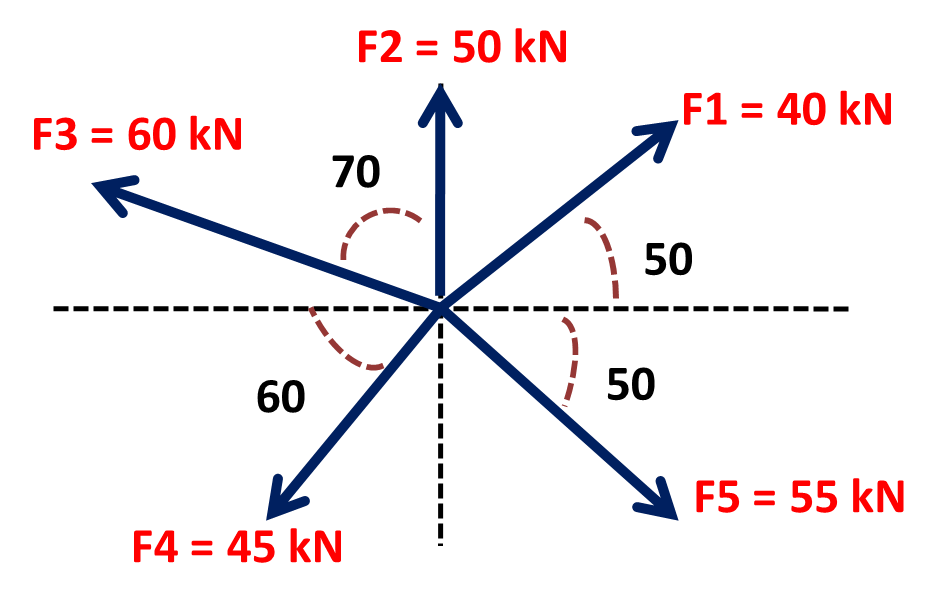 F2 = 50 kN
F1 = 40 kN
F3 = 60 kN
70
50
60
50
F5 = 55 kN
F4 = 45 kN